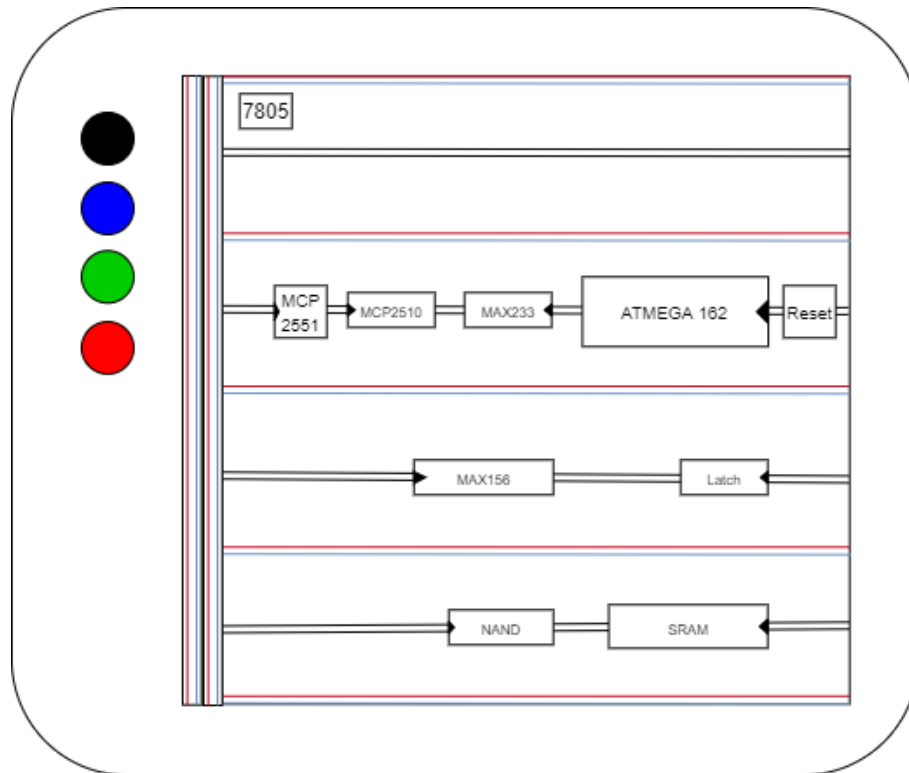 7805
MCP
2551
MCP2510
MAX233
ATMEGA 162
Reset
MAX156
Latch
NAND
SRAM